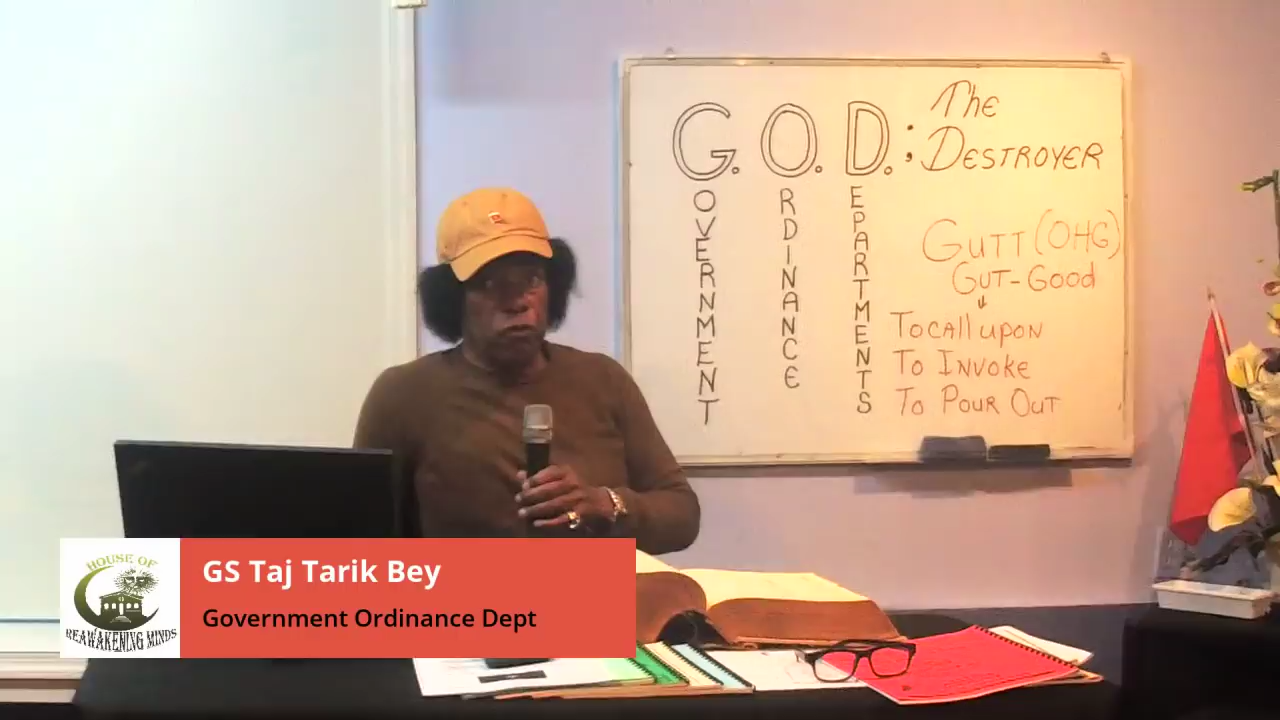 G. O. D. ; The
DESTROYER
GOVERNMENT
ORDINANCE
DEPARTMENTS
GUTT (OHG)
GUT-GOOD
TO CALL UPON
TO INVOKE
TO POUR OUT
HOUSE OF
REAWAKENING MINDS
GS Taj Tarik Bey
Government Ordinance Dept